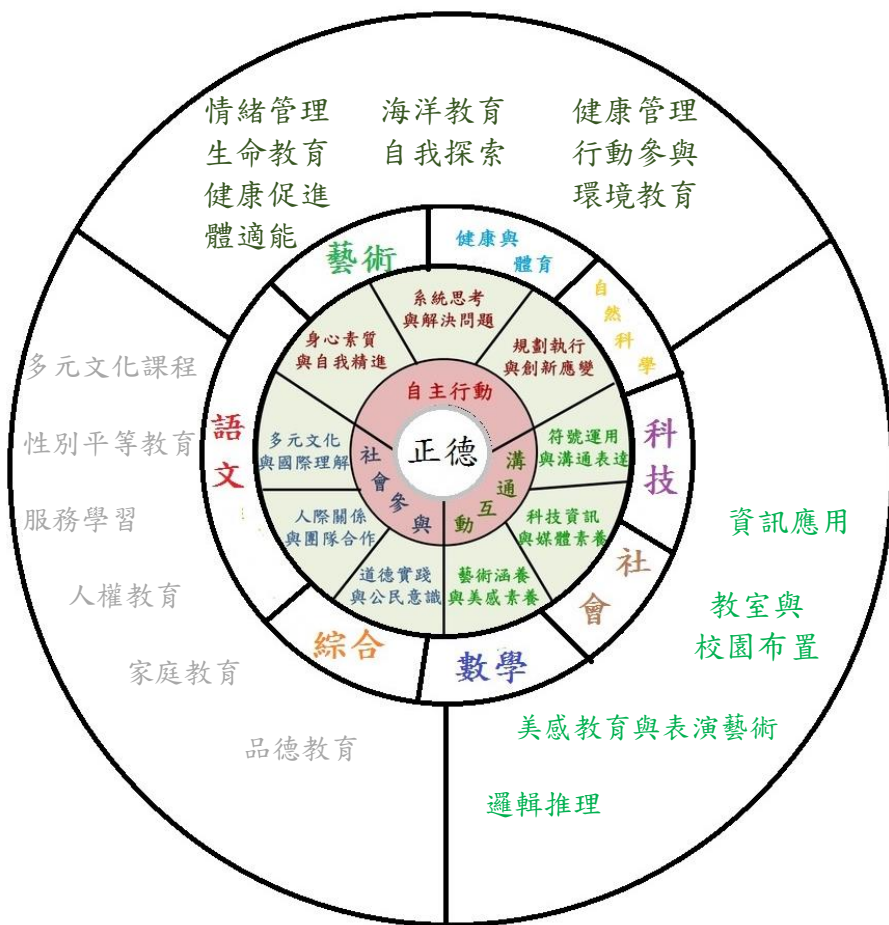 情緒管理
生命教育
健康促進
體適能
海洋教育
自我探索
健康管理
行動參與
環境教育
藝術
健康與
體育
自然科學
科技
社會
數學
綜合
語文
系統思考
與解決問題
身心素質
與自我精進
規劃執行
與創新應變
自主行動
正德
社會參與
溝通互動
多元文化
與國際理解
符號運用
與溝通表達
人際關係
與團隊合作
科技資訊
與媒體素養
道德實踐
與公民意識
藝術涵養
與美感素養
多元文化課程
性別平等教育
服務學習
人權教育
家庭教育
品德教育
資訊應用
教室與
校園布置
美感教育與表演藝術
邏輯推理